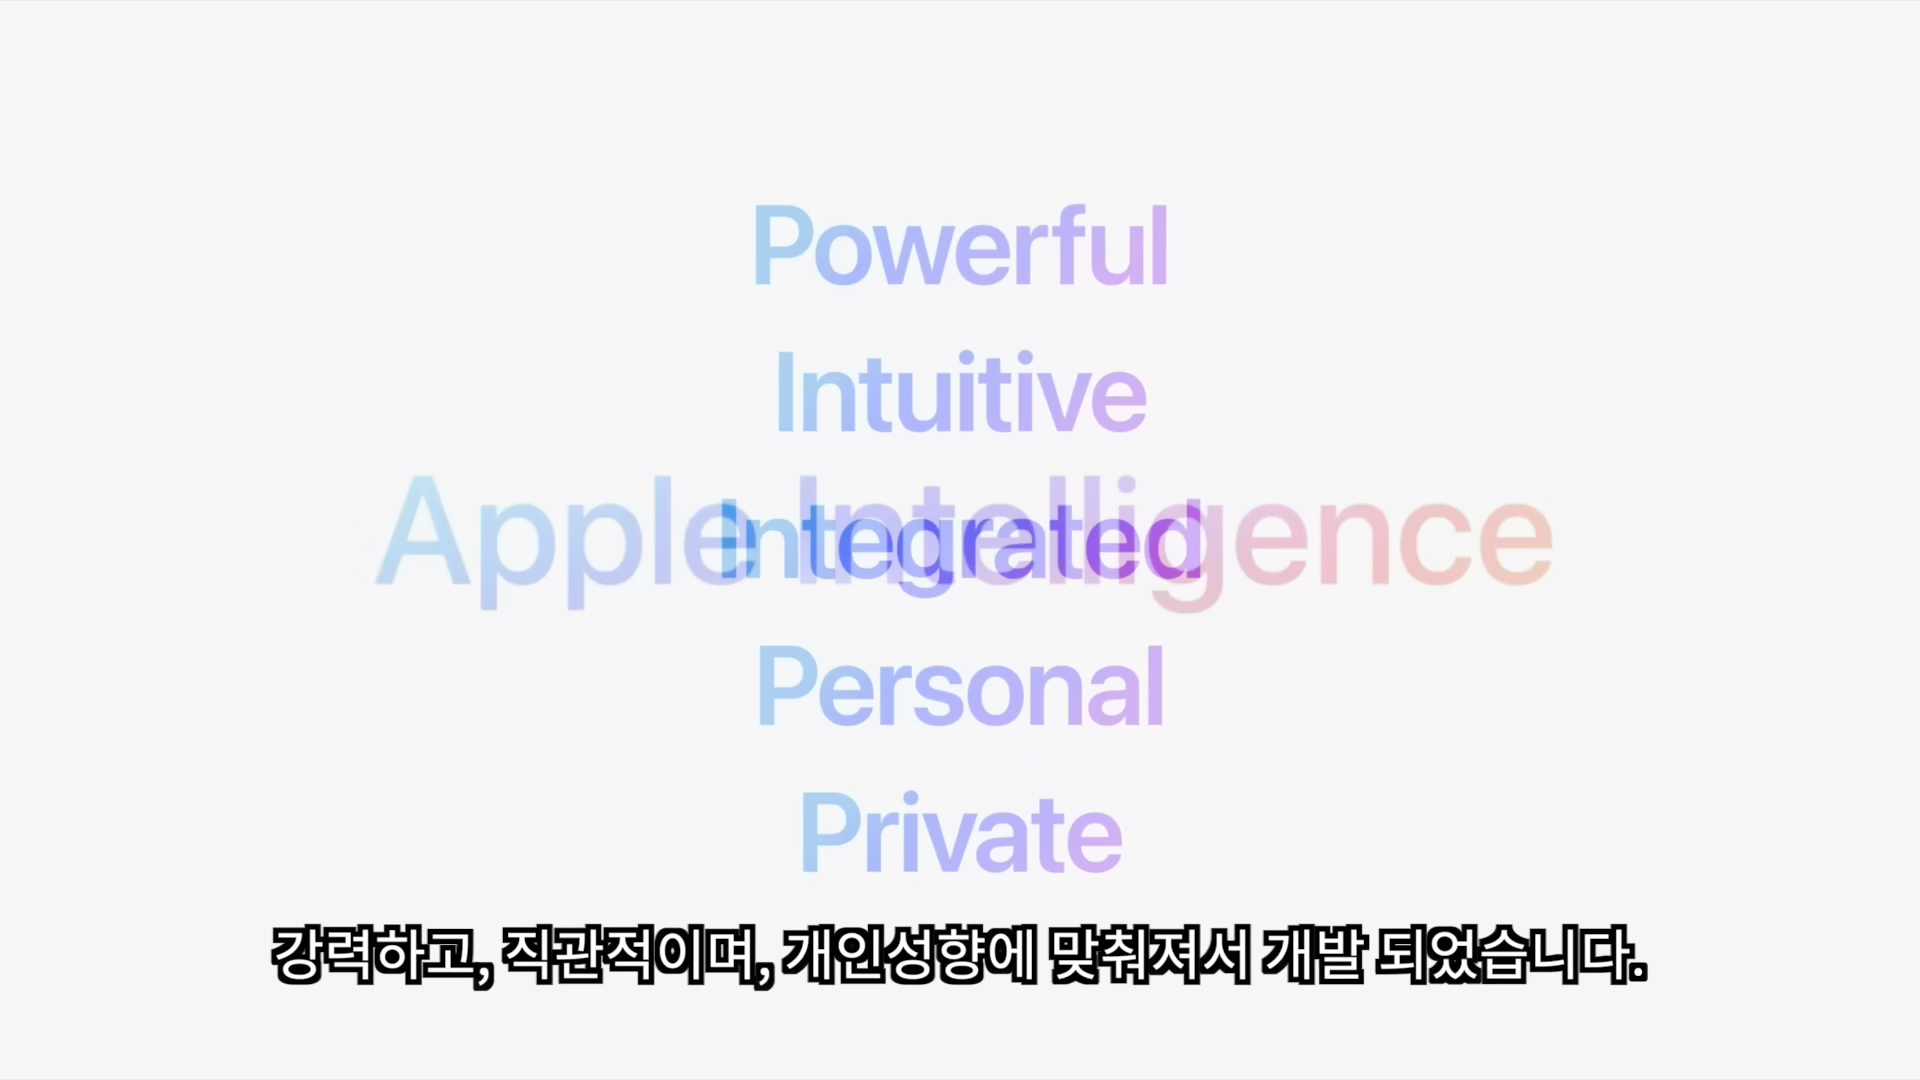 Powerful
Intuitive
Apple Intelligence
Integrated
Personal
Private
강력하고, 직관적이며, 개인성향에 맞춰져서 개발 되었습니다.